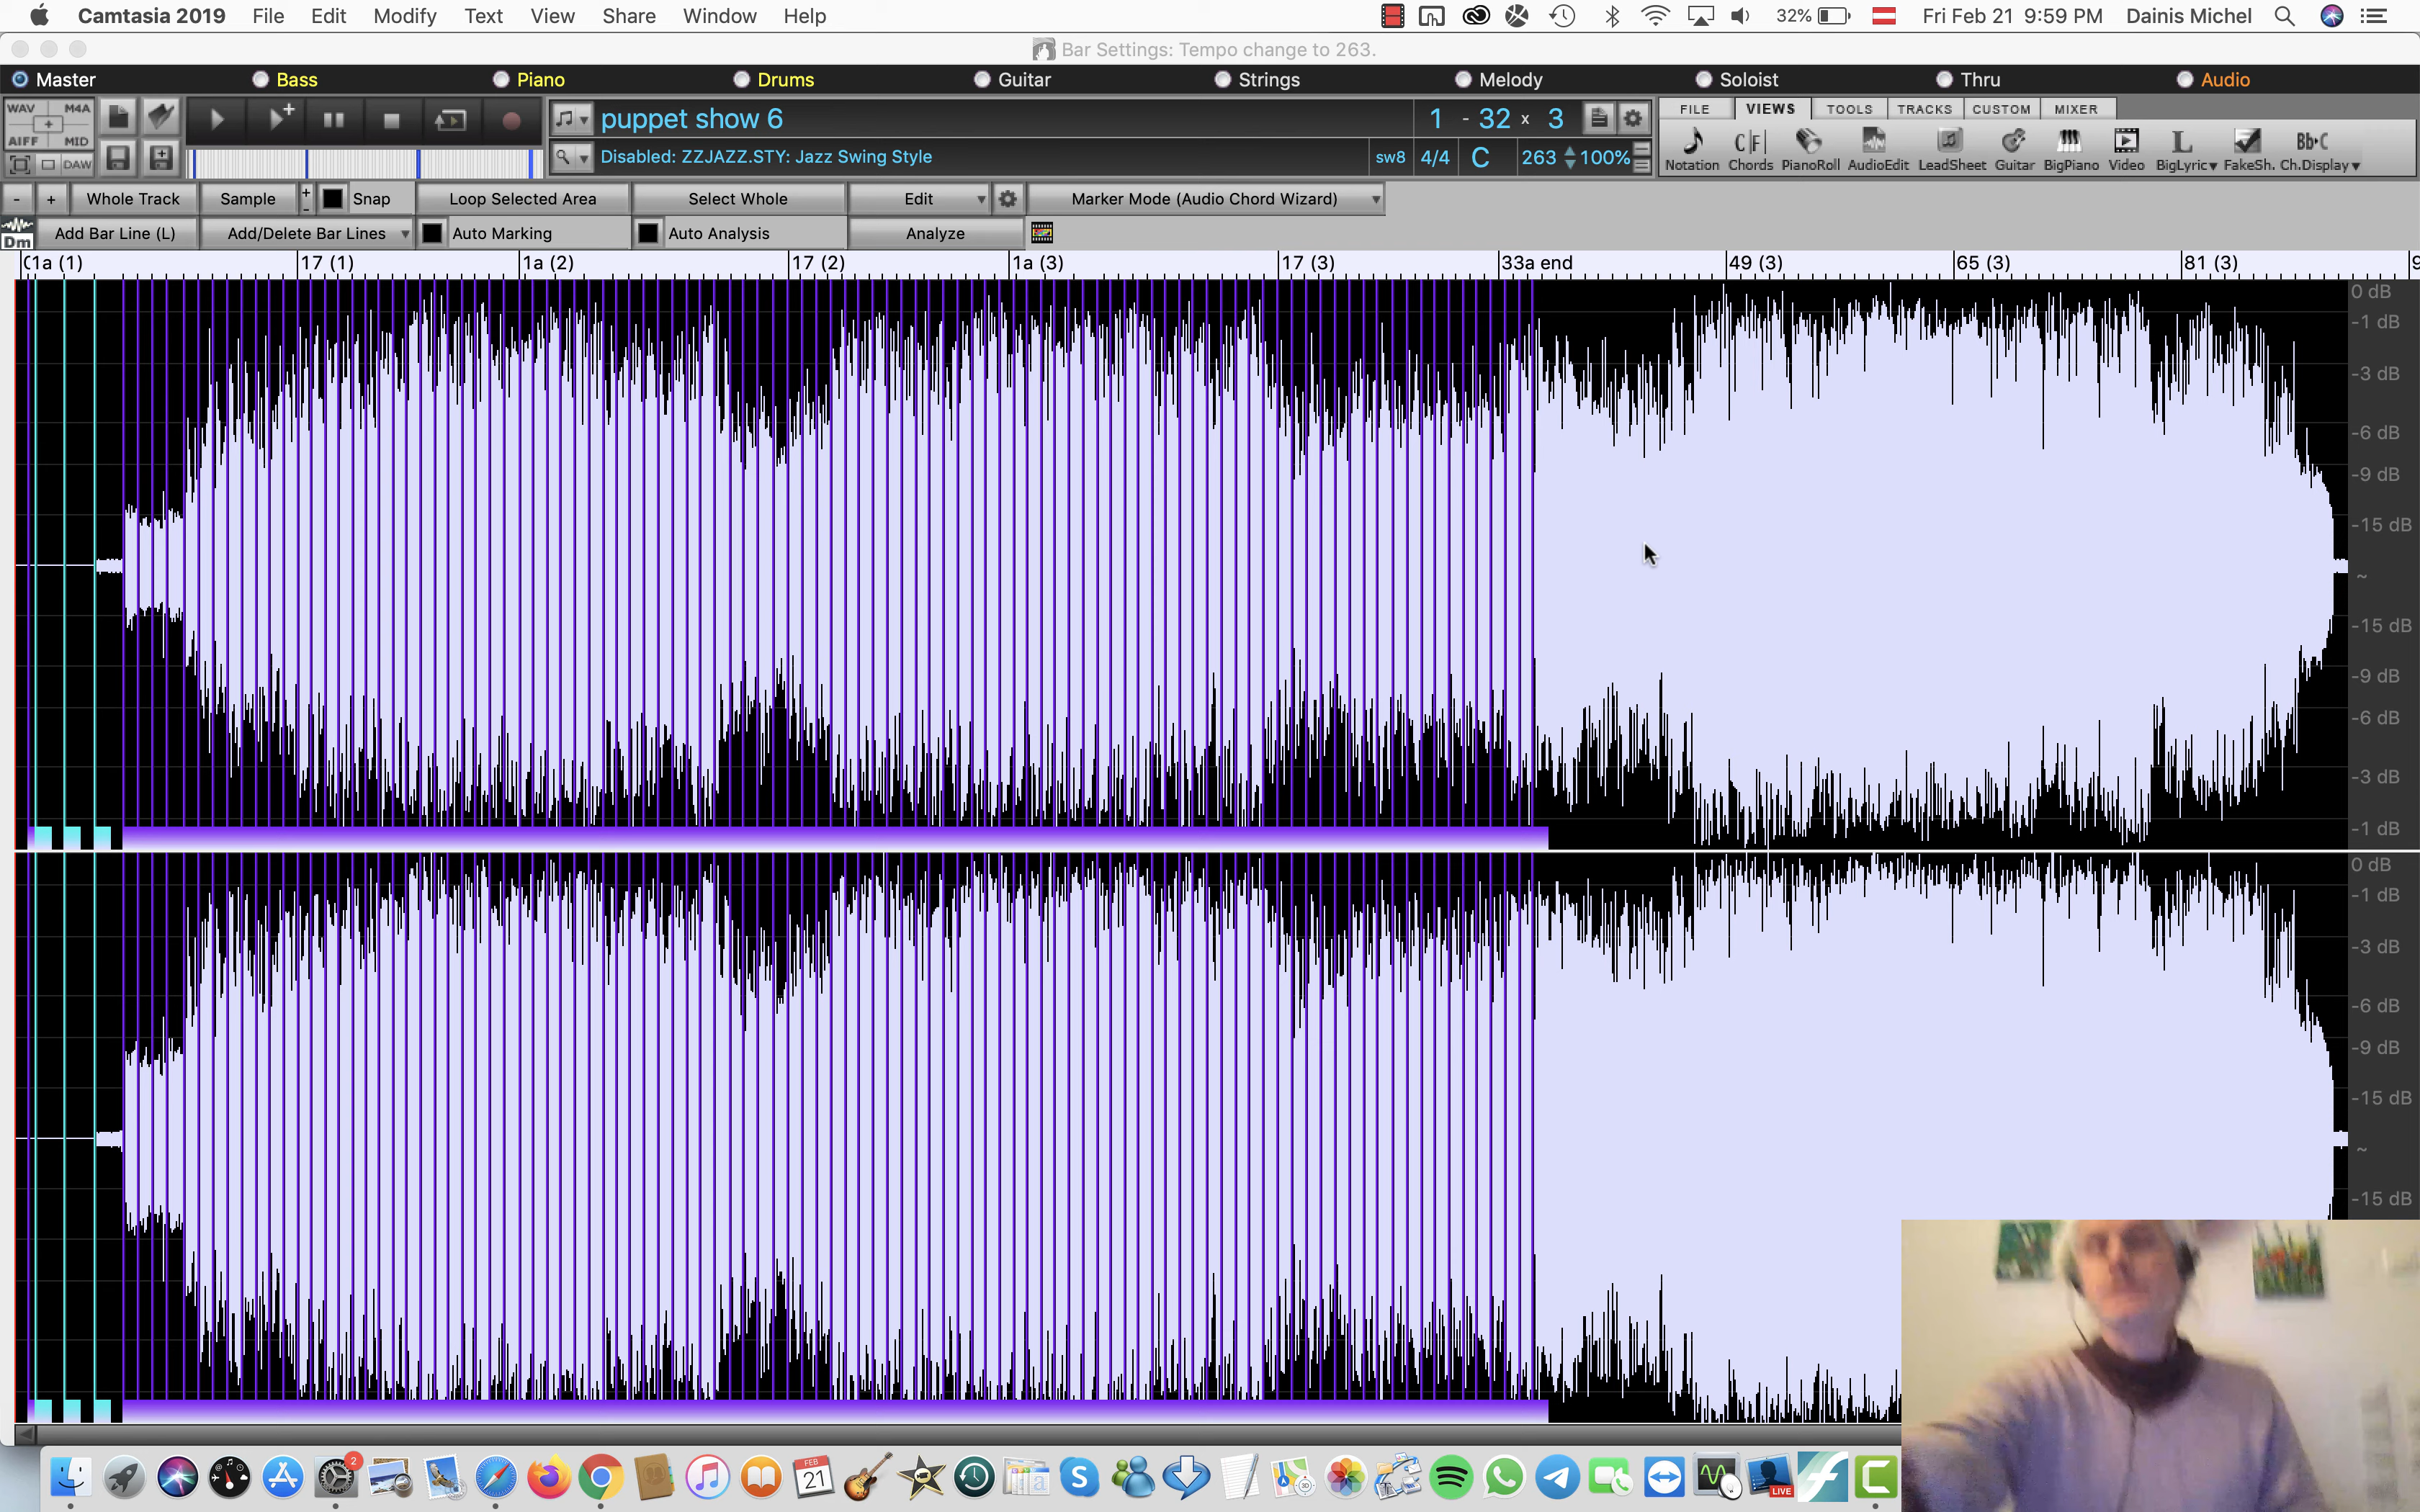 Camtasia 2019 File Edit Modify Text View Share Window Help 32% Fri Feb 21 9:59 PM Dainis Michel
Bar Settings: Tempo change to 263.
Master Bass Piano Drums Guitar Strings Melody Soloist Thru Audio
WAV M4A
AIFF MID
DAW
puppet show 6 1 - 32 x 3
Disabled: ZZJAZZ.STY: Jazz Swing Style sw8 4/4 C 263 100%
FILE VIEWS TOOLS TRACKS CUSTOM MIXER
Notation Chords PianoRoll AudioEdit LeadSheet Guitar BigPiano Video BigLyric FakeSh. Ch.Display
- + Whole Track Sample + - Snap Loop Selected Area Select Whole Edit Marker Mode (Audio Chord Wizard)
Dm Add Bar Line (L) Add/Delete Bar Lines Auto Marking Auto Analysis Analyze
(1a (1) 17 (1) 1a (2) 17 (2) 1a (3) 17 (3) 33a end 49 (3) 65 (3) 81 (3) 9
0 dB
-1 dB
-3 dB
-6 dB
-9 dB
-15 dB
~
-15 dB
-9 dB
-6 dB
-3 dB
-1 dB
0 dB
-1 dB
-3 dB
-6 dB
-9 dB
-15 dB
~
-15 dB
2
FEB
21
LIVE